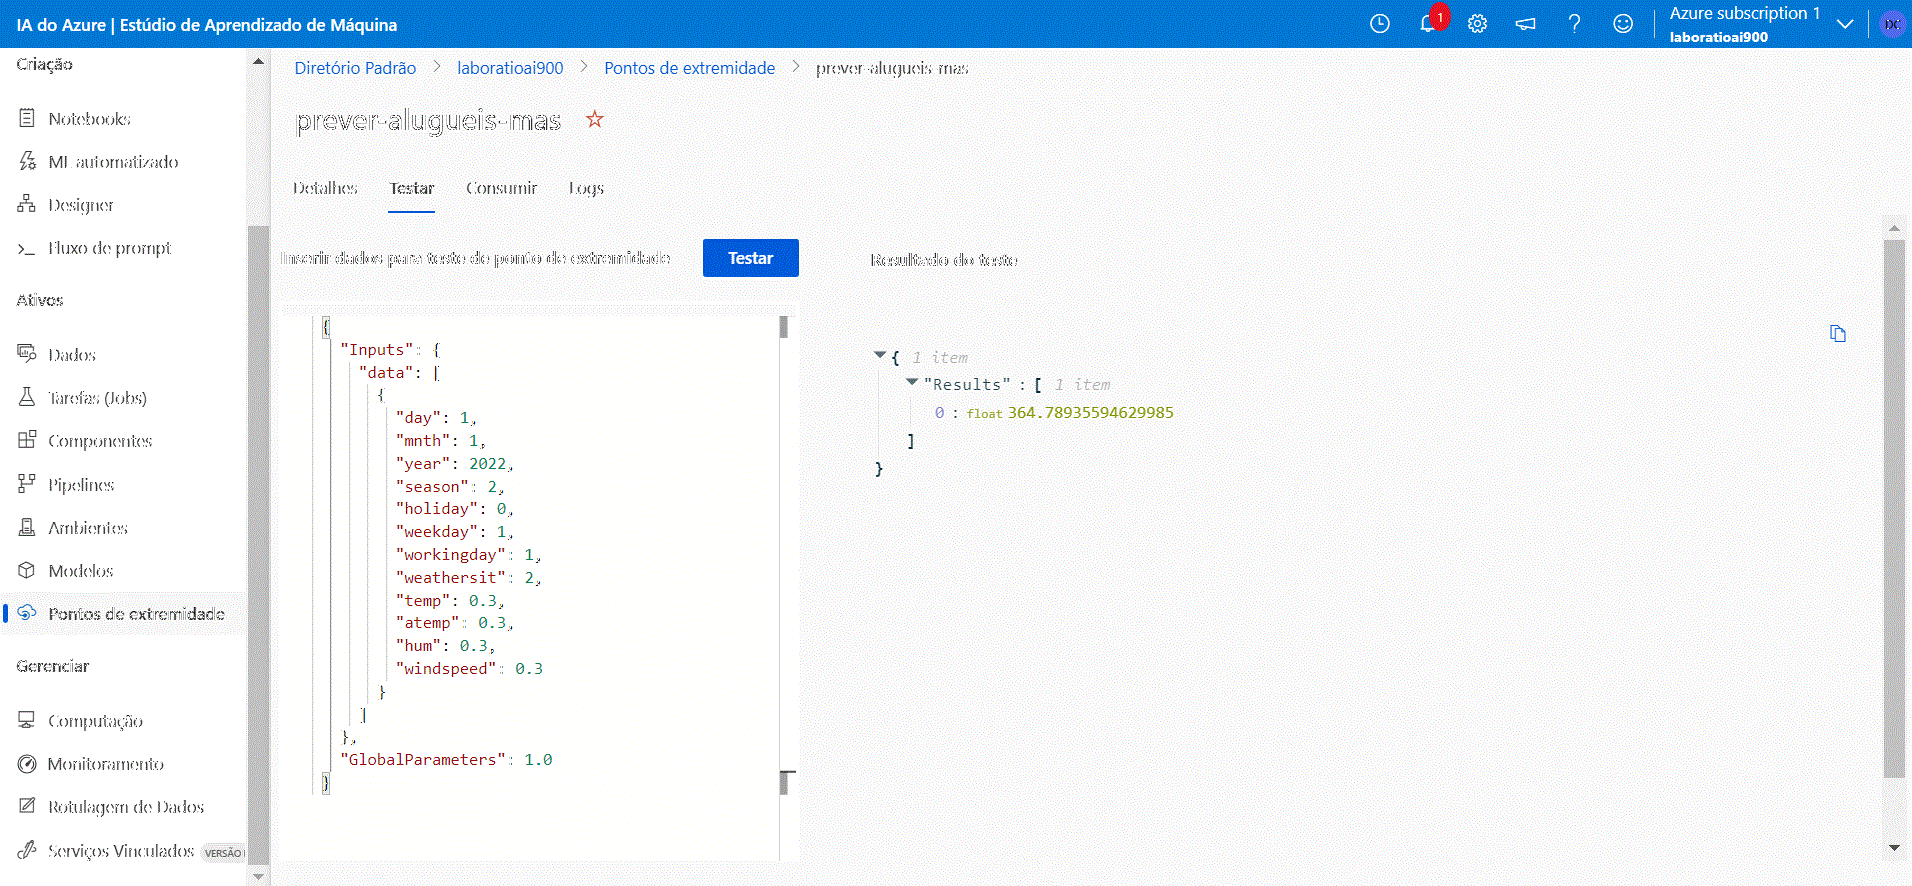 IA do Azure | Estúdio de Aprendizado de Máquina
1
Azure subscription 1
laboratioai900
DC
Criação
Notebooks
ML automatizado
Designer
Fluxo de prompt
Ativos
Dados
Tarefas (Jobs)
Componentes
Pipelines
Ambientes
Modelos
Pontos de extremidade
Gerenciar
Computação
Monitoramento
Rotulagem de Dados
Serviços Vinculados VERSÃO
Diretório Padrão > laboratioai900 > Pontos de extremidade > prever-alugueis-mas
prever-alugueis-mas
Detalhes Testar Consumir Logs
Inserir dados para teste de ponto de extremidade
Testar
{
"Inputs": {
"data": [
{
"day": 1,
"mnth": 1,
"year": 2022,
"season": 2,
"holiday": 0,
"weekday": 1,
"workingday": 1,
"weathersit": 2,
"temp": 0.3,
"atemp": 0.3,
"hum": 0.3,
"windspeed": 0.3
}
]
},
"GlobalParameters": 1.0
}
Resultado do teste
{ 1 item
"Results" : [ 1 item
0 : float 364.78935594629985
]
}